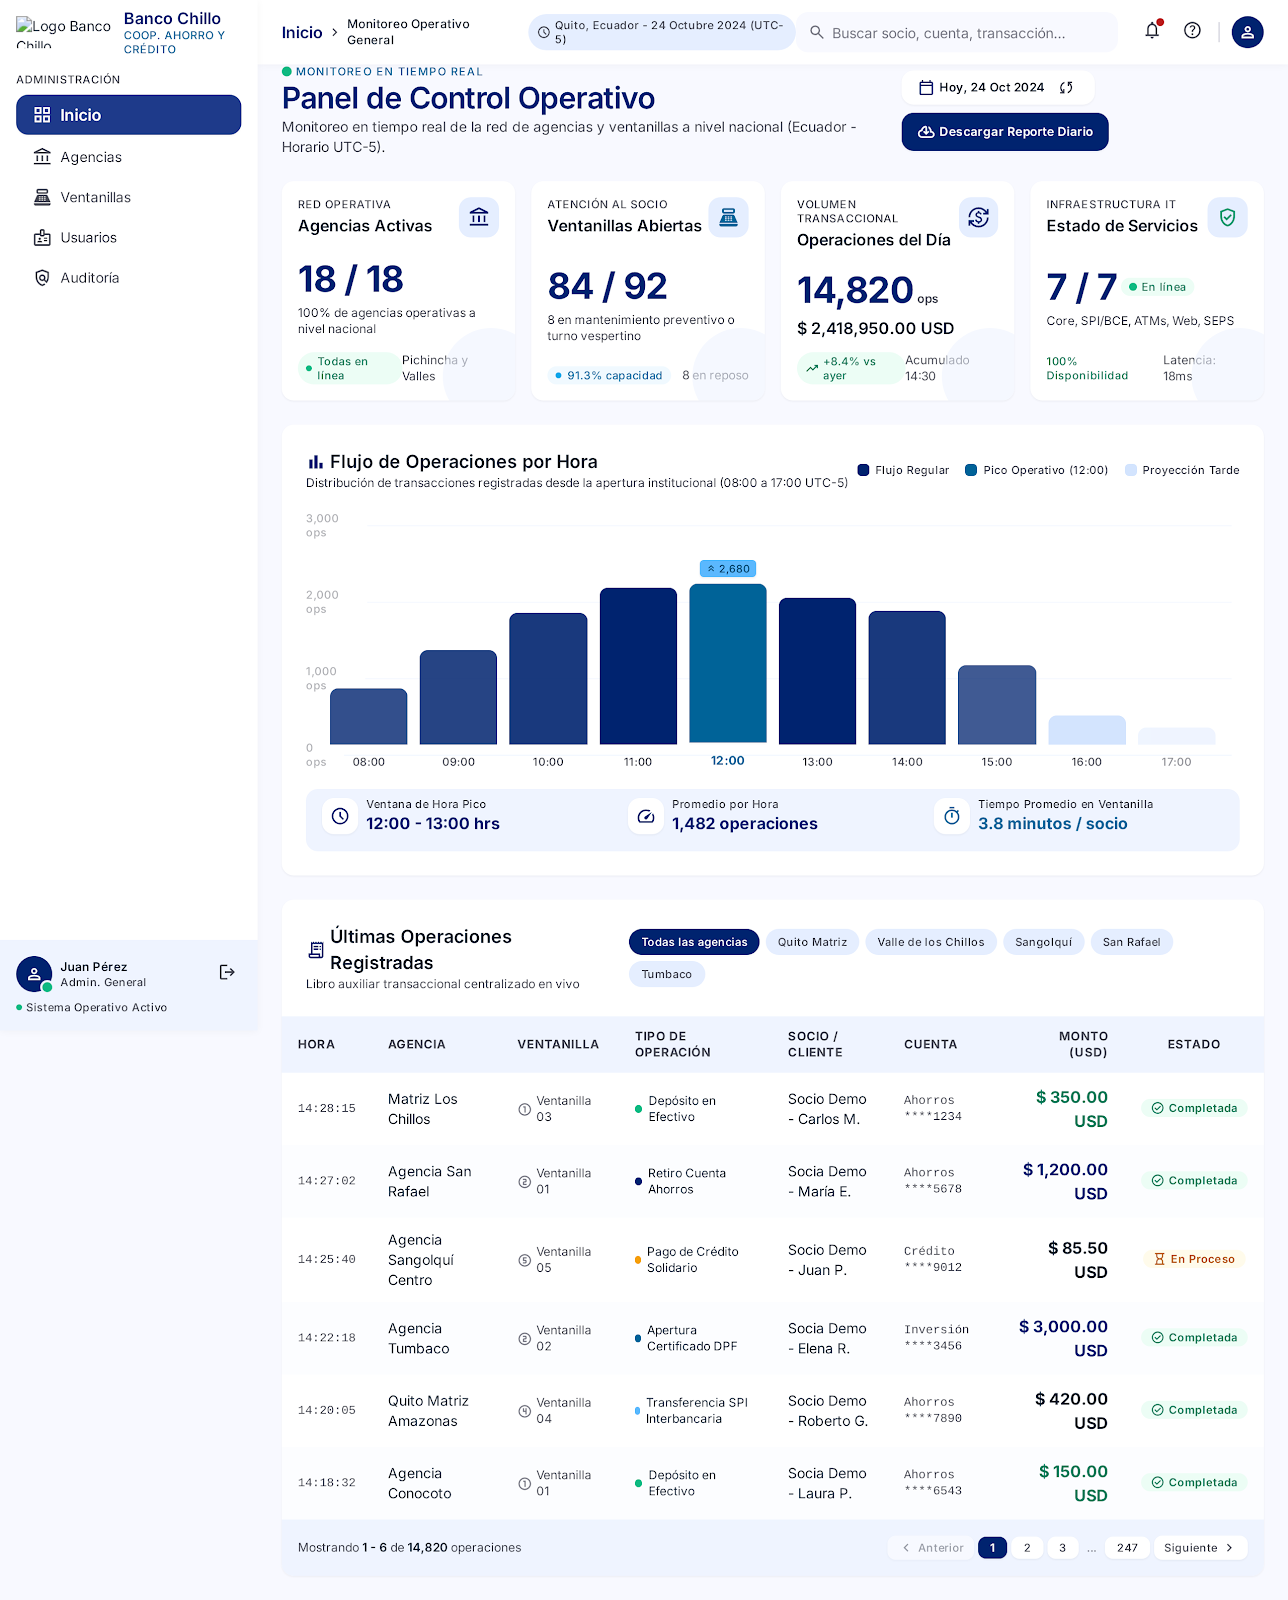 Logo Banco Chillo
Banco Chillo
COOP. AHORRO Y
CRÉDITO
ADMINISTRACIÓN
Inicio
Agencias
Ventanillas
Usuarios
Auditoría
Juan Pérez
Admin. General
Sistema Operativo Activo
Inicio
Monitoreo Operativo
General
Quito, Ecuador - 24 Octubre 2024 (UTC-
5)
Buscar socio, cuenta, transacción...
MONITOREO EN TIEMPO REAL
Panel de Control Operativo
Monitoreo en tiempo real de la red de agencias y ventanillas a nivel nacional (Ecuador -
Horario UTC-5).
Hoy, 24 Oct 2024
Descargar Reporte Diario
RED OPERATIVA
Agencias Activas
18 / 18
100% de agencias operativas a
nivel nacional
Todas en
línea
Pichincha y
Valles
ATENCIÓN AL SOCIO
Ventanillas Abiertas
84 / 92
8 en mantenimiento preventivo o
turno vespertino
91.3% capacidad
8 en reposo
VOLUMEN
TRANSACCIONAL
Operaciones del Día
14,820 ops
$ 2,418,950.00 USD
+8.4% vs
ayer
Acumulado
14:30
INFRAESTRUCTURA IT
Estado de Servicios
7 / 7
En línea
Core, SPI/BCE, ATMs, Web, SEPS
100%
Disponibilidad
Latencia:
18ms
Flujo de Operaciones por Hora
Distribución de transacciones registradas desde la apertura institucional (08:00 a 17:00 UTC-5)
Flujo Regular
Pico Operativo (12:00)
Proyección Tarde
3,000
ops
2,000
ops
1,000
ops
0
ops
2,680
08:00 09:00 10:00 11:00 12:00 13:00 14:00 15:00 16:00 17:00
Ventana de Hora Pico
12:00 - 13:00 hrs
Promedio por Hora
1,482 operaciones
Tiempo Promedio en Ventanilla
3.8 minutos / socio
Últimas Operaciones
Registradas
Libro auxiliar transaccional centralizado en vivo
Todas las agencias
Quito Matriz
Valle de los Chillos
Sangolquí
San Rafael
Tumbaco
HORA
AGENCIA
VENTANILLA
TIPO DE
OPERACIÓN
SOCIO /
CLIENTE
CUENTA
MONTO
(USD)
ESTADO
14:28:15
Matriz Los
Chillos
1
Ventanilla
03
Depósito en
Efectivo
Socio Demo
- Carlos M.
Ahorros
****1234
$ 350.00
USD
Completada
14:27:02
Agencia San
Rafael
2
Ventanilla
01
Retiro Cuenta
Ahorros
Socia Demo
- María E.
Ahorros
****5678
$ 1,200.00
USD
Completada
14:25:40
Agencia
Sangolquí
Centro
5
Ventanilla
05
Pago de Crédito
Solidario
Socio Demo
- Juan P.
Crédito
****9012
$ 85.50
USD
En Proceso
14:22:18
Agencia
Tumbaco
2
Ventanilla
02
Apertura
Certificado DPF
Socia Demo
- Elena R.
Inversión
****3456
$ 3,000.00
USD
Completada
14:20:05
Quito Matriz
Amazonas
4
Ventanilla
04
Transferencia SPI
Interbancaria
Socio Demo
- Roberto G.
Ahorros
****7890
$ 420.00
USD
Completada
14:18:32
Agencia
Conocoto
1
Ventanilla
01
Depósito en
Efectivo
Socia Demo
- Laura P.
Ahorros
****6543
$ 150.00
USD
Completada
Mostrando 1 - 6 de 14,820 operaciones
Anterior
1
2
3
...
247
Siguiente